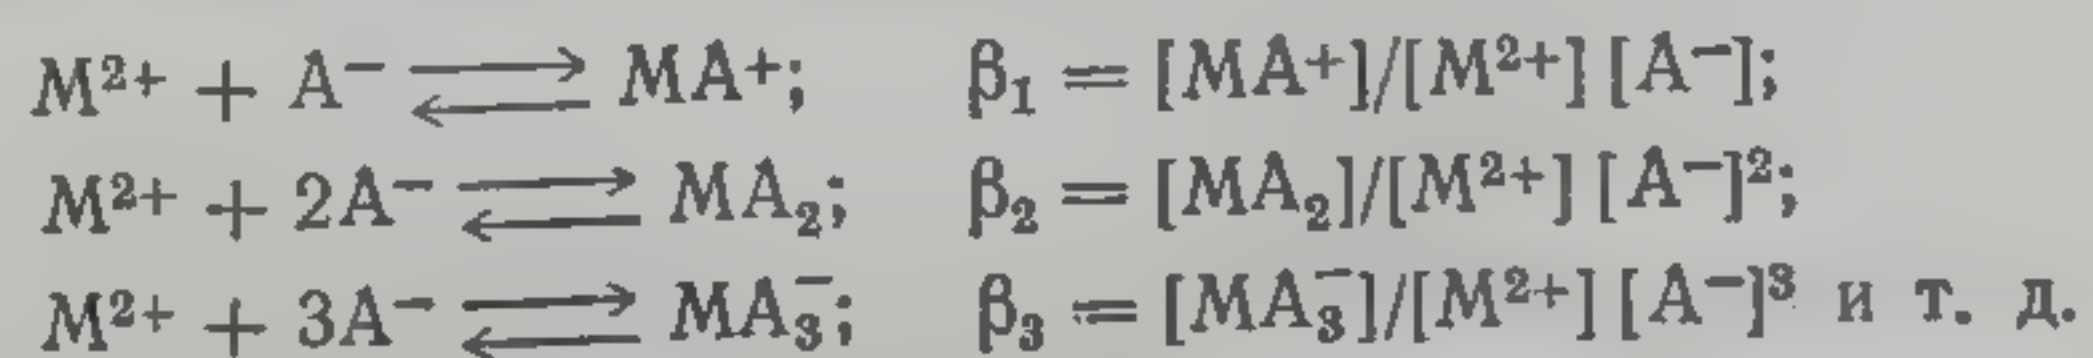 M²⁺ + A⁻ ⇄ MA⁺; β₁ = [MA⁺]/[M²⁺] [A⁻];
M²⁺ + 2A⁻ ⇄ MA₂; β₂ = [MA₂]/[M²⁺] [A⁻]²;
M²⁺ + 3A⁻ ⇄ MA₃⁻; β₃ = [MA₃⁻]/[M²⁺] [A⁻]³ и т. д.